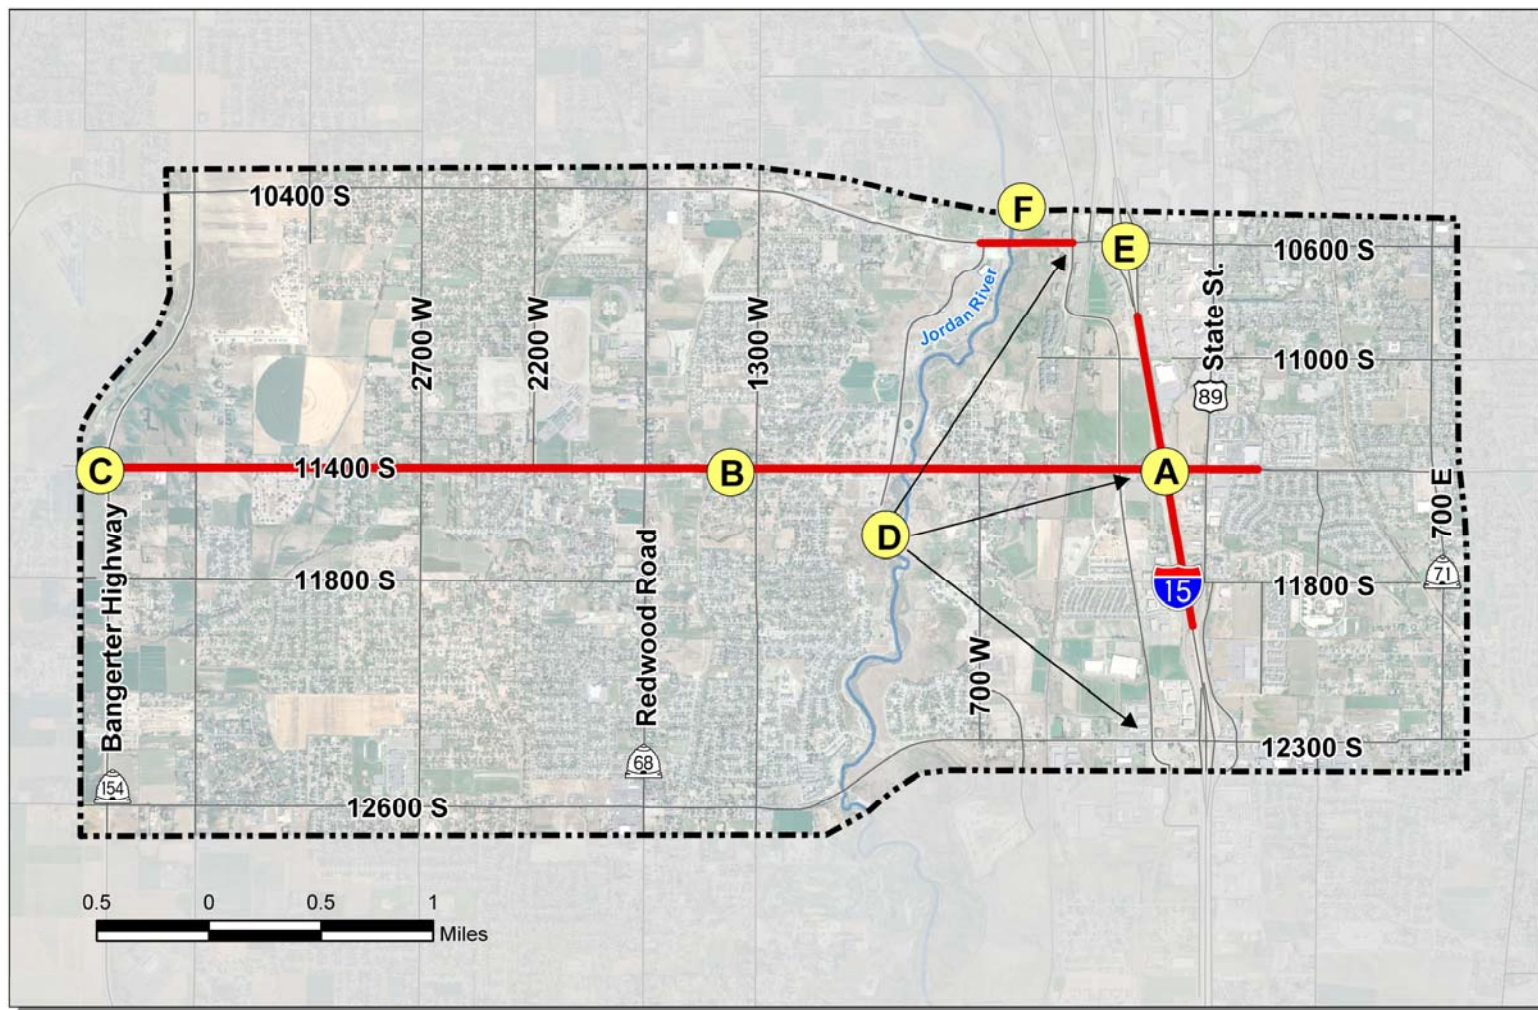 10400 S
F
E
10600 S
Jordan River
State St.
2700 W
2200 W
1300 W
11000 S
89
C
11400 S
B
A
700 E
D
Bangerter Highway
Redwood Road
11800 S
15
11800 S
71
700 W
154
68
12300 S
12600 S
0.5 0 0.5 1
Miles